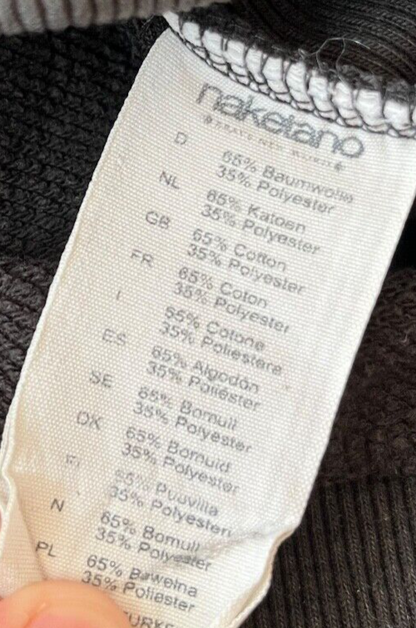 naketano
D 65% Baumwolle
35% Polyester
NL 65% Katoen
35% Polyester
GB 65% Cotton
35% Polyester
FR 65% Coton
35% Polyester
I 65% Cotone
35% Poliestere
ES 65% Algodón
35% Poliéster
SE 65% Bomull
35% Polyester
DK 65% Bomuld
35% Polyester
FI 65% Puuvilla
35% Polyesteri
N 65% Bomull
35% Polyester
PL 65% Bawełna
35% Poliester